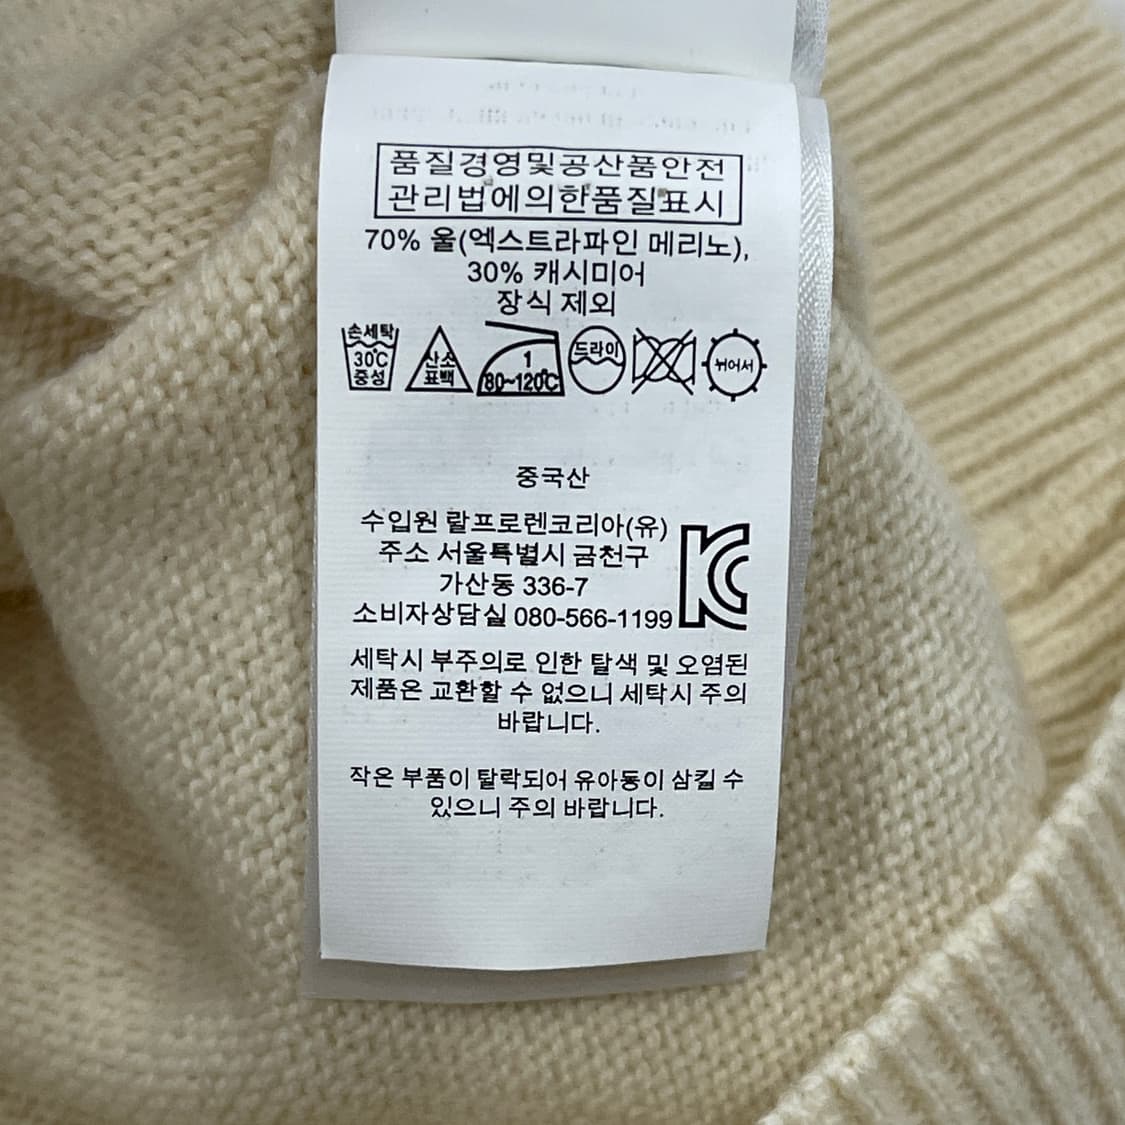 품질경영및공산품안전
관리법에의한품질표시
70% 울(엑스트라파인 메리노),
30% 캐시미어
장식 제외
손세탁
30℃
중성
산소
표백
1
80~120℃
드라이
뉘어서
중국산
수입원 랄프로렌코리아(유)
주소 서울특별시 금천구
가산동 336-7
소비자상담실 080-566-1199
세탁시 부주의로 인한 탈색 및 오염된
제품은 교환할 수 없으니 세탁시 주의
바랍니다.
작은 부품이 탈락되어 유아동이 삼킬 수
있으니 주의 바랍니다.